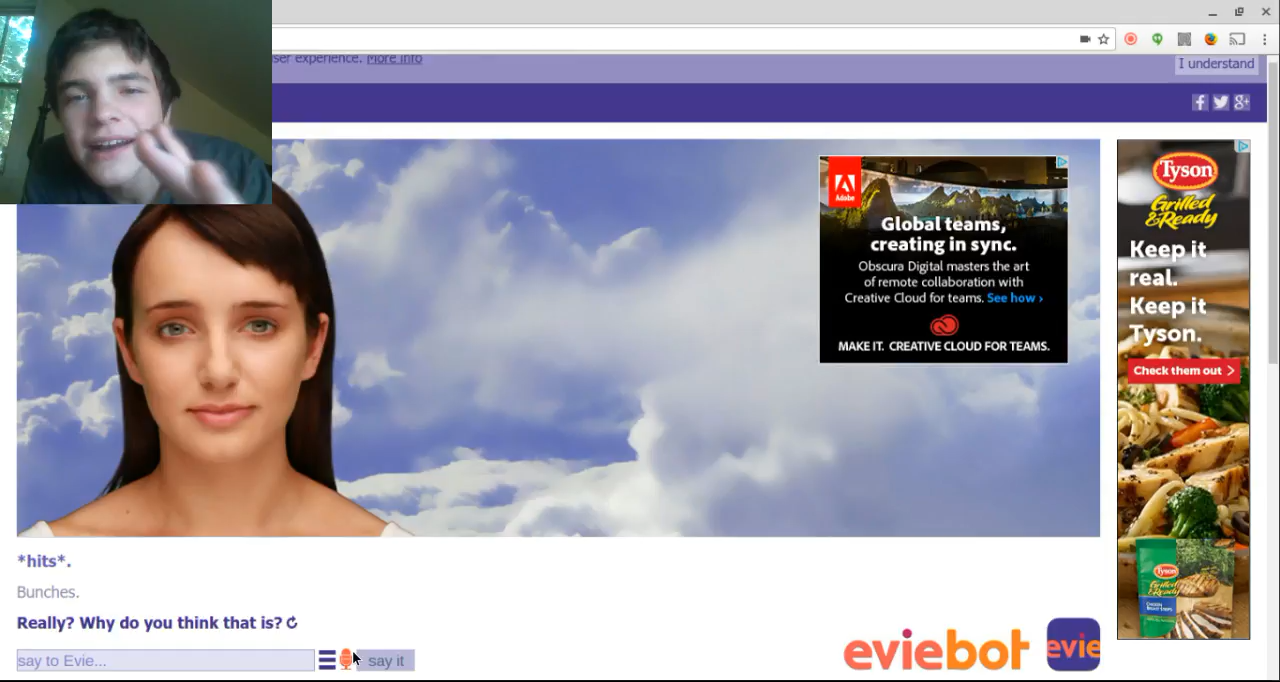 ser experience. More info
I understand
Adobe
Global teams,
creating in sync.
Obscura Digital masters the art
of remote collaboration with
Creative Cloud for teams. See how ›
MAKE IT. CREATIVE CLOUD FOR TEAMS.
Tyson
Grilled
&Ready
Keep it
real.
Keep it
Tyson.
Check them out >
Tyson
Grilled
&Ready
*hits*.
Bunches.
Really? Why do you think that is?
say to Evie...
say it
eviebot
evie